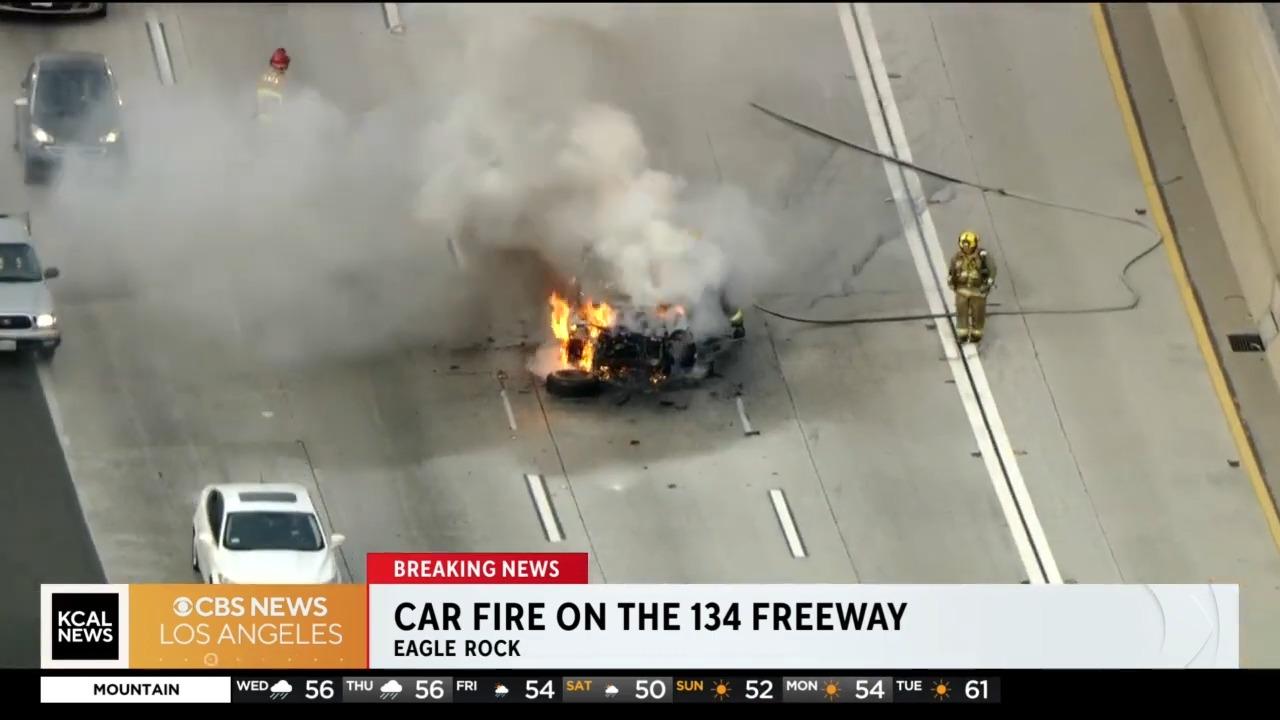 BREAKING NEWS
KCAL NEWS
CBS NEWS
LOS ANGELES
CAR FIRE ON THE 134 FREEWAY
EAGLE ROCK
MOUNTAIN WED 56 THU 56 FRI 54 SAT 50 SUN 52 MON 54 TUE 61